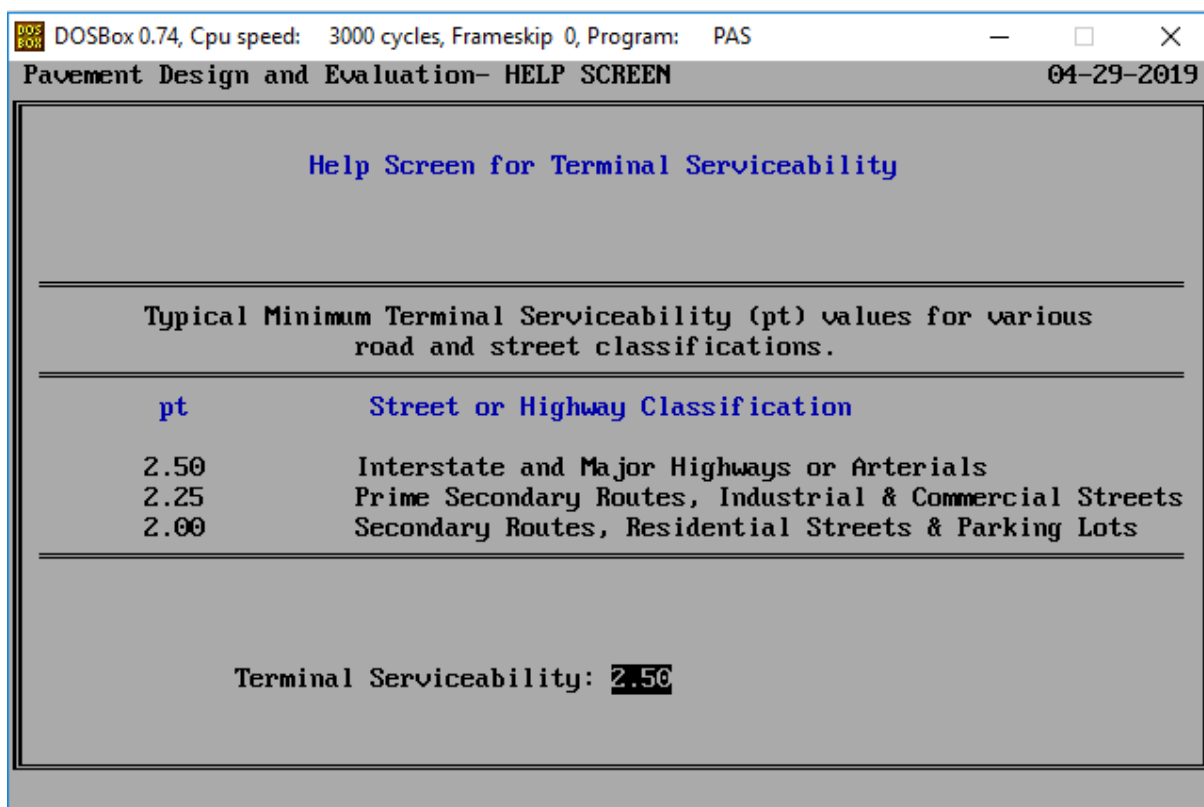 DOS BOX DOSBox 0.74, Cpu speed: 3000 cycles, Frameskip 0, Program: PAS
Pavement Design and Evaluation- HELP SCREEN 04-29-2019
Help Screen for Terminal Serviceability
Typical Minimum Terminal Serviceability (pt) values for various
road and street classifications.
pt Street or Highway Classification
2.50 Interstate and Major Highways or Arterials
2.25 Prime Secondary Routes, Industrial & Commercial Streets
2.00 Secondary Routes, Residential Streets & Parking Lots
Terminal Serviceability: 2.50